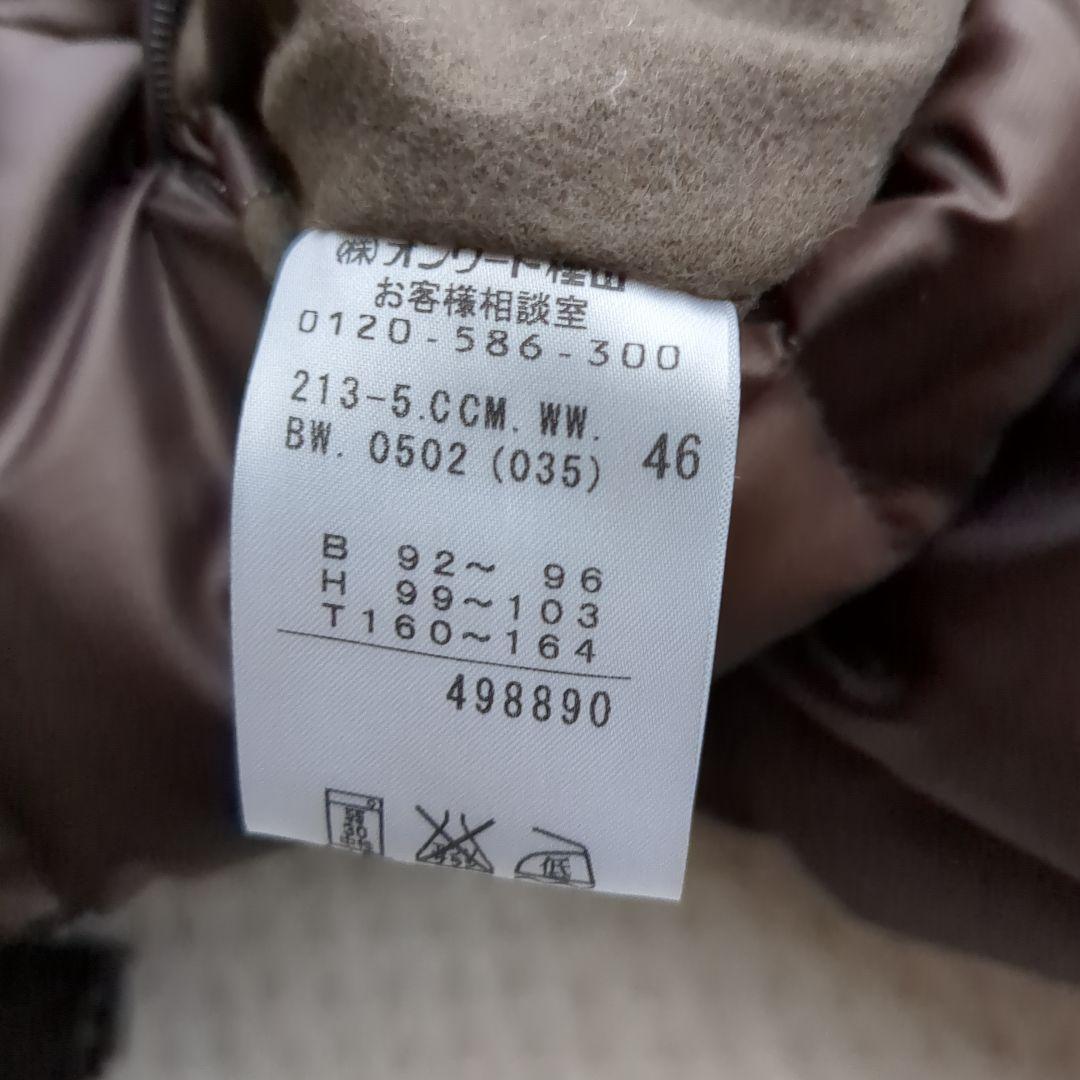 (株)オンワード樫山
お客様相談室
0120-586-300
213-5.CCM.WW.
BW.0502(035) 46
B 92～ 96
H 99～103
T160～164
498890
低